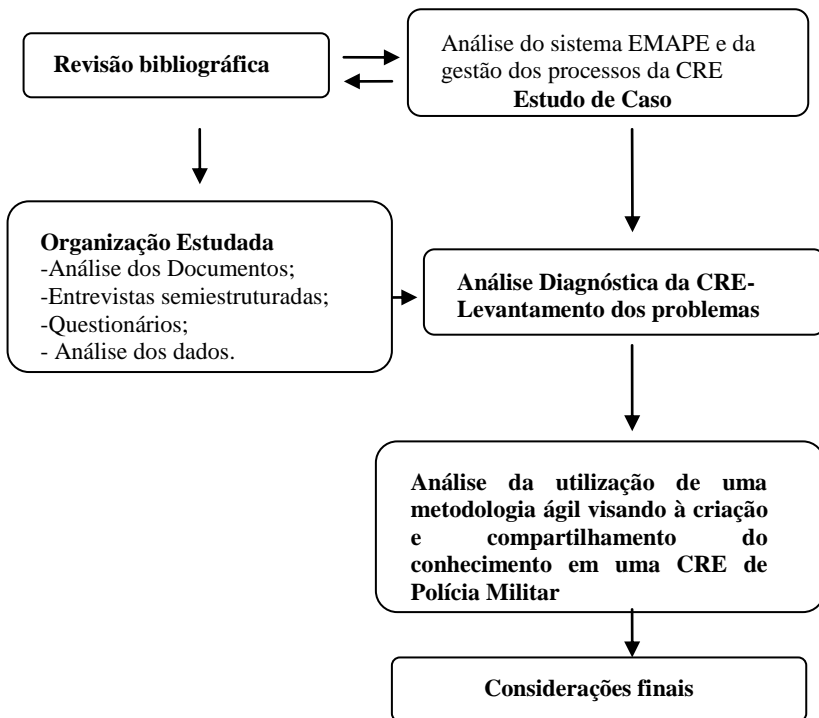 Revisão bibliográfica
Análise do sistema EMAPE e da
gestão dos processos da CRE
Estudo de Caso
Organização Estudada
-Análise dos Documentos;
-Entrevistas semiestruturadas;
-Questionários;
- Análise dos dados.
Análise Diagnóstica da CRE-
Levantamento dos problemas
Análise da utilização de uma
metodologia ágil visando à criação
e compartilhamento do
conhecimento em uma CRE de
Polícia Militar
Considerações finais